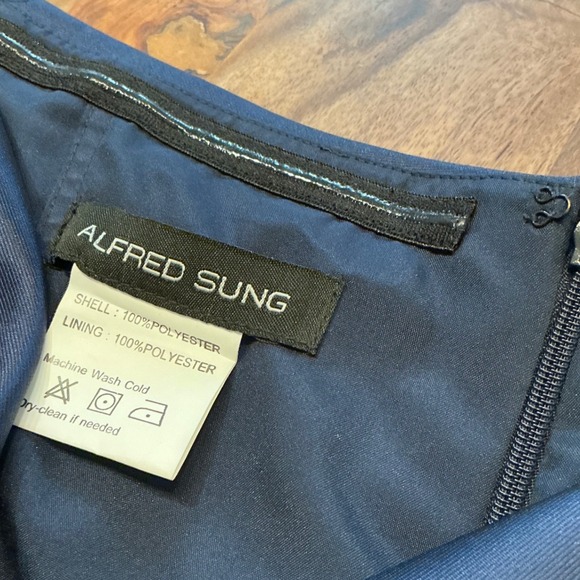 ALFRED SUNG
SHELL : 100%POLYESTER
LINING : 100%POLYESTER
Machine Wash Cold
Dry-clean if needed